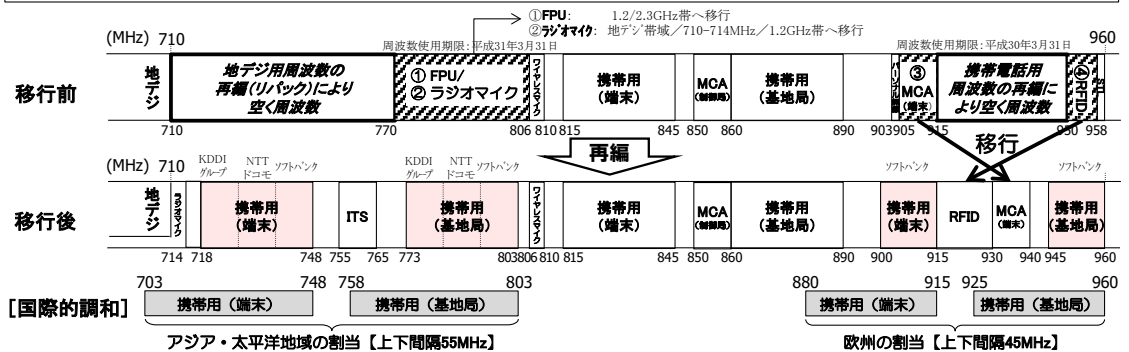 ①FPU: 1.2/2.3GHz帯へ移行
②ラジオマイク: 地デジ帯域/710-714MHz/1.2GHz帯へ移行
(MHz) 710
周波数使用期限:平成31年3月31日
周波数使用期限:平成30年3月31日
960
移行前
地デジ
地デジ用周波数の
再編(リパック)により
空く周波数
① FPU/
② ラジオマイク
ワイヤレスマイク
携帯用
(端末)
MCA
(制御局)
携帯用
(基地局)
③
MCA
(端末)
携帯電話用
周波数の再編に
より空く周波数
④RFID
STL
710 770 806 810 815 845 850 860 890 903 905 915 950 958
再編
移行
(MHz) 710
KDDI
グループ
NTT
ドコモ
ソフトバンク
KDDI
グループ
NTT
ドコモ
ソフトバンク
ソフトバンク
ソフトバンク
移行後
地デジ
ラジオマイク
携帯用
(端末)
ITS
携帯用
(基地局)
ワイヤレスマイク
携帯用
(端末)
MCA
(制御局)
携帯用
(基地局)
携帯用
(端末)
RFID
MCA
(端末)
携帯用
(基地局)
714 718 748 755 765 773 803 806 810 815 845 850 860 890 900 915 930 940 945 960
703 748 758 803 880 915 925 960
[国際的調和]
携帯用(端末) 携帯用(基地局) 携帯用(端末) 携帯用(基地局)
アジア・太平洋地域の割当【上下間隔55MHz】 欧州の割当【上下間隔45MHz】